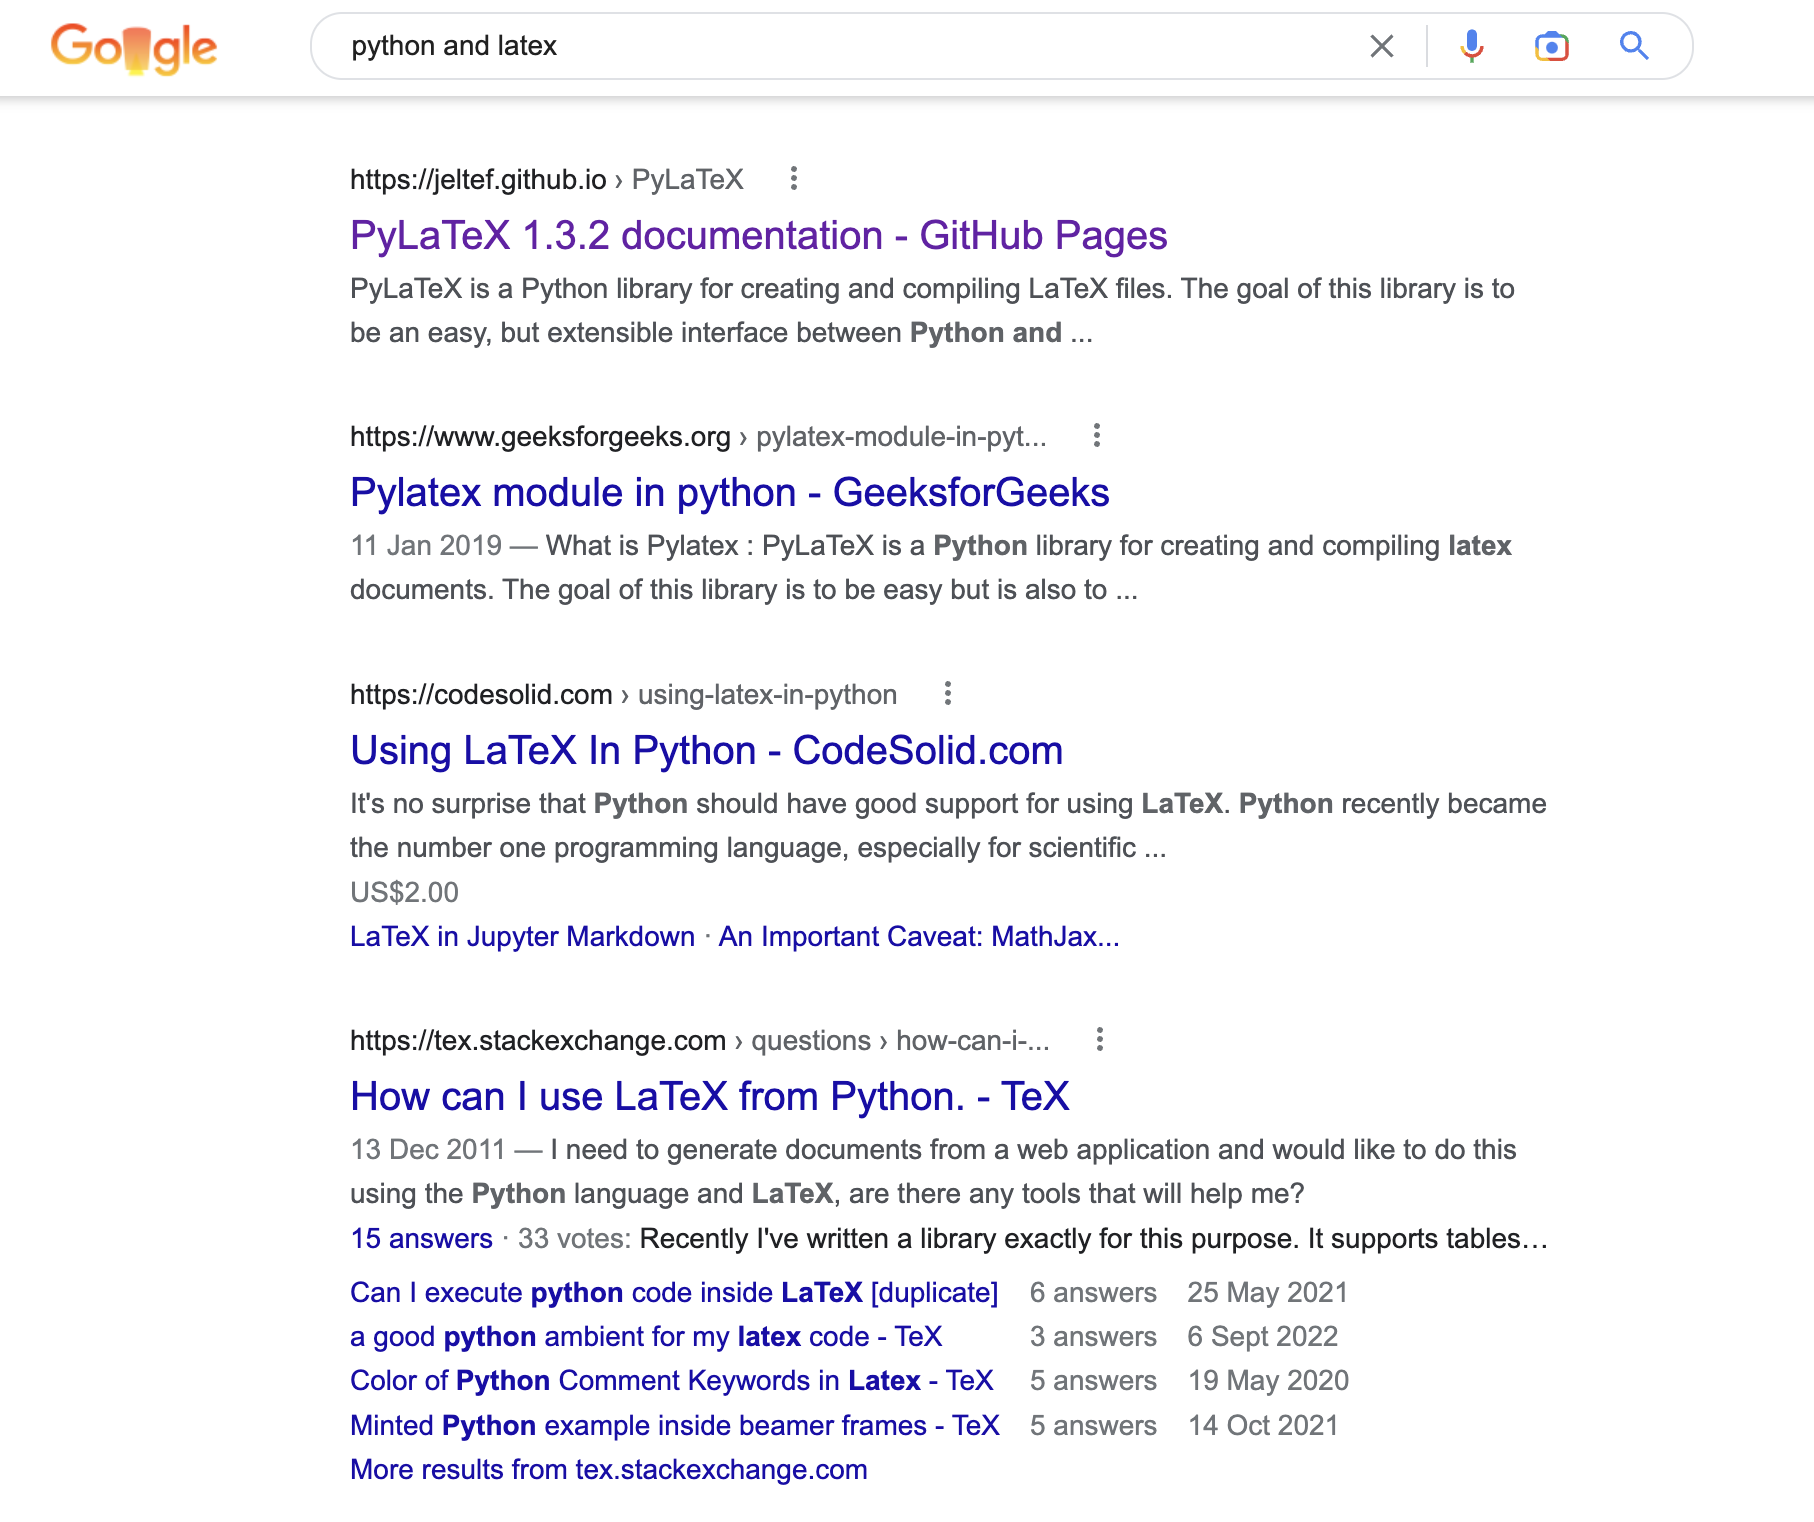 Google
python and latex
https://jeltef.github.io › PyLaTeX
PyLaTeX 1.3.2 documentation - GitHub Pages
PyLaTeX is a Python library for creating and compiling LaTeX files. The goal of this library is to
be an easy, but extensible interface between Python and ...
https://www.geeksforgeeks.org › pylatex-module-in-pyt...
Pylatex module in python - GeeksforGeeks
11 Jan 2019 — What is Pylatex : PyLaTeX is a Python library for creating and compiling latex
documents. The goal of this library is to be easy but is also to ...
https://codesolid.com › using-latex-in-python
Using LaTeX In Python - CodeSolid.com
It's no surprise that Python should have good support for using LaTeX. Python recently became
the number one programming language, especially for scientific ...
US$2.00
LaTeX in Jupyter Markdown · An Important Caveat: MathJax...
https://tex.stackexchange.com › questions › how-can-i-...
How can I use LaTeX from Python. - TeX
13 Dec 2011 — I need to generate documents from a web application and would like to do this
using the Python language and LaTeX, are there any tools that will help me?
15 answers · 33 votes: Recently I've written a library exactly for this purpose. It supports tables…
Can I execute python code inside LaTeX [duplicate] 6 answers 25 May 2021
a good python ambient for my latex code - TeX 3 answers 6 Sept 2022
Color of Python Comment Keywords in Latex - TeX 5 answers 19 May 2020
Minted Python example inside beamer frames - TeX 5 answers 14 Oct 2021
More results from tex.stackexchange.com